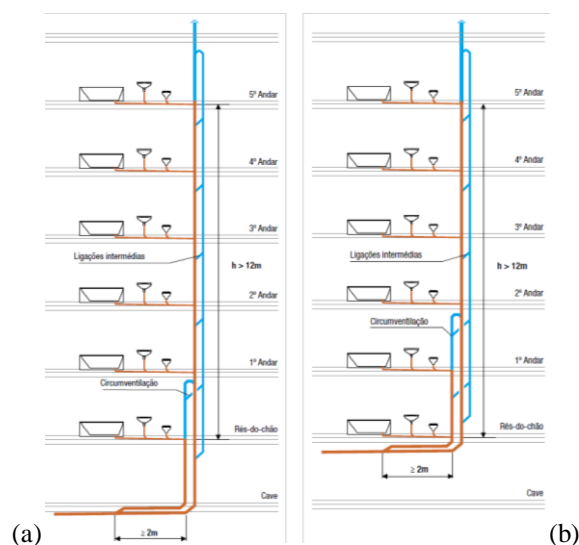 5º Andar
4º Andar
3º Andar
Ligações intermédias
h > 12m
2º Andar
1º Andar
Circumventilação
Rés-do-chão
Cave
≥ 2m
(a)
5º Andar
4º Andar
3º Andar
Ligações intermédias
h > 12m
2º Andar
Circumventilação
1º Andar
Rés-do-chão
≥ 2m
Cave
(b)